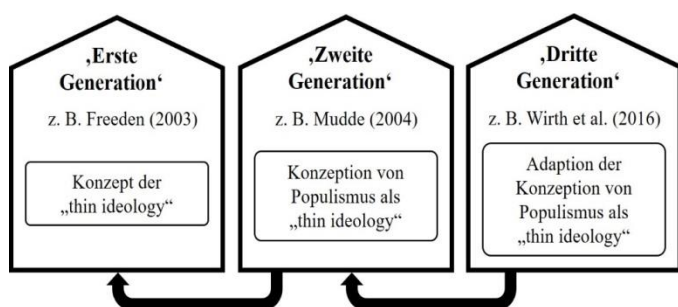 ‚Erste
Generation‘
z. B. Freeden (2003)
Konzept der
„thin ideology“
‚Zweite
Generation‘
z. B. Mudde (2004)
Konzeption von
Populismus als
„thin ideology“
‚Dritte
Generation‘
z. B. Wirth et al. (2016)
Adaption der
Konzeption von
Populismus als
„thin ideology“